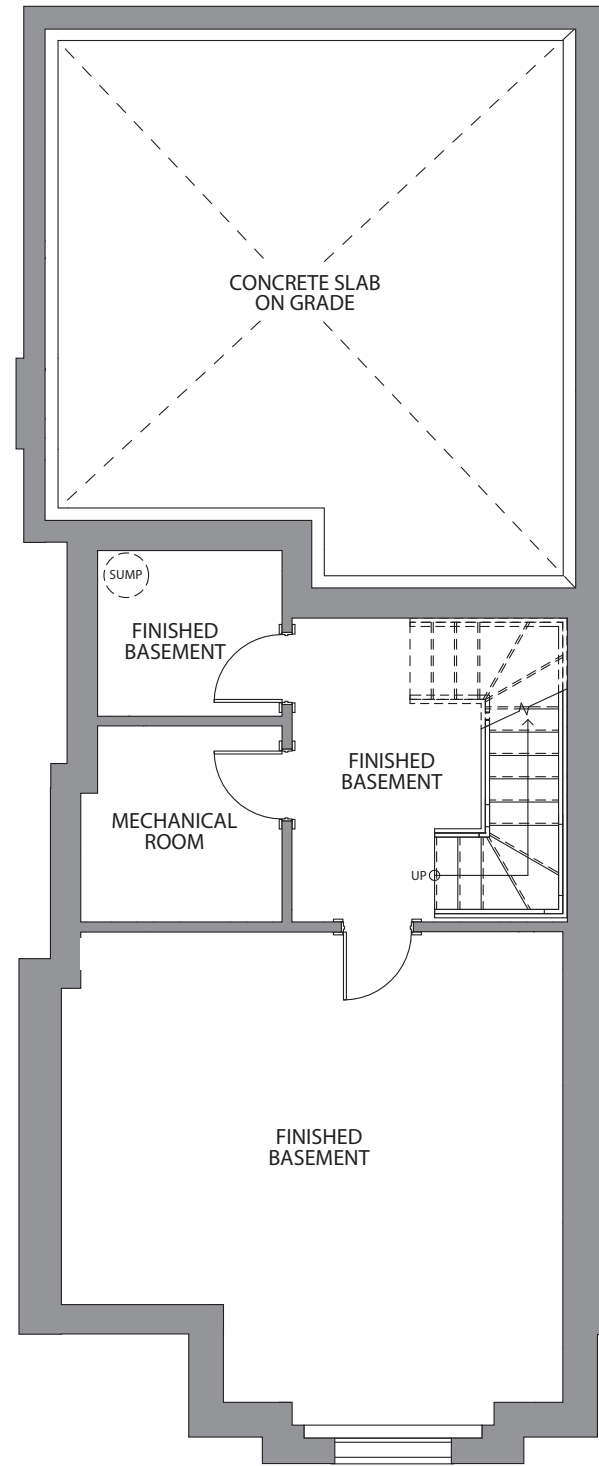 CONCRETE SLAB
ON GRADE
SUMP
FINISHED
BASEMENT
FINISHED
BASEMENT
MECHANICAL
ROOM
UP
FINISHED
BASEMENT